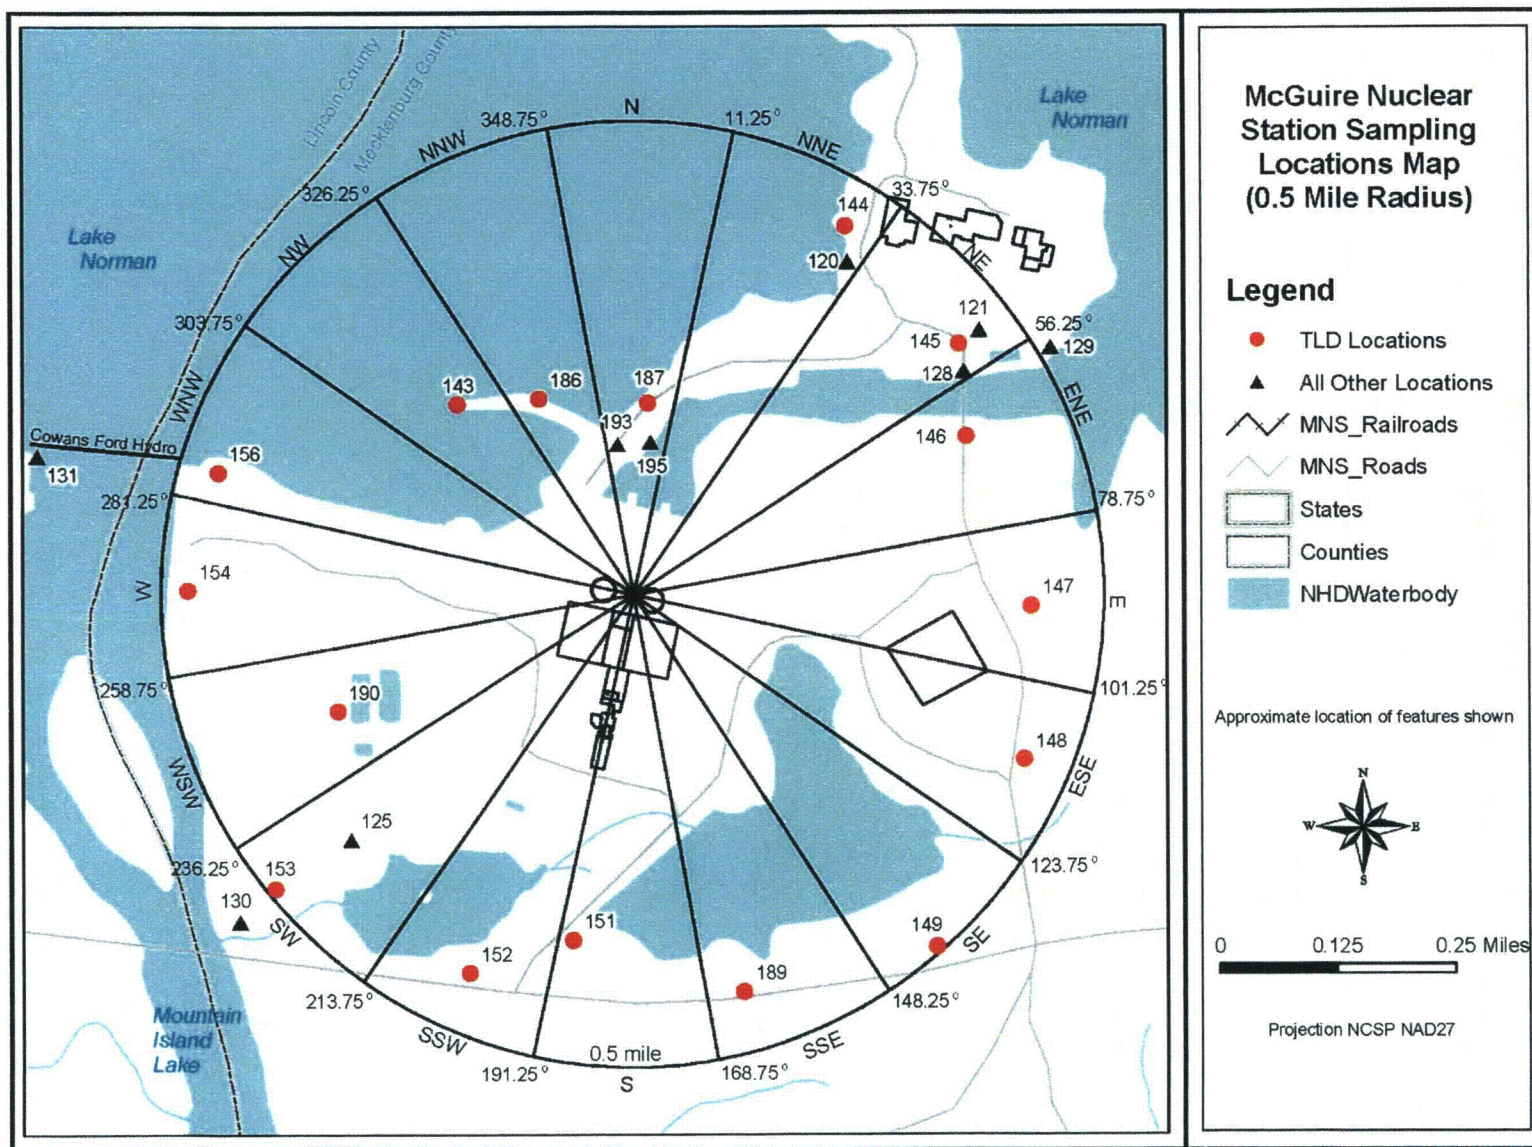 McGuire Nuclear
Station Sampling
Locations Map
(0.5 Mile Radius)
Legend
TLD Locations
All Other Locations
MNS_Railroads
MNS_Roads
States
Counties
NHDWaterbody
Approximate location of features shown
N
W E
S
0 0.125 0.25 Miles
Projection NCSP NAD27
Lincoln County
Mecklenburg County
Lake
Norman
Lake
Norman
348.75°
N
11.25°
NNW
NNE
326.25°
33.75°
144
120
NW
NE
121
56.25°
303.75°
145
129
128
ENE
WNW
143
186
187
193
195
146
Cowans Ford Hydro
131
156
281.25°
78.75°
154
W
147
E
258.75°
190
101.25°
WSW
148
ESE
125
236.25°
153
130
SW
123.75°
149
SE
151
152
189
213.75°
148.25°
SSW
SSE
0.5 mile
191.25°
S
168.75°
Mountain
Island
Lake